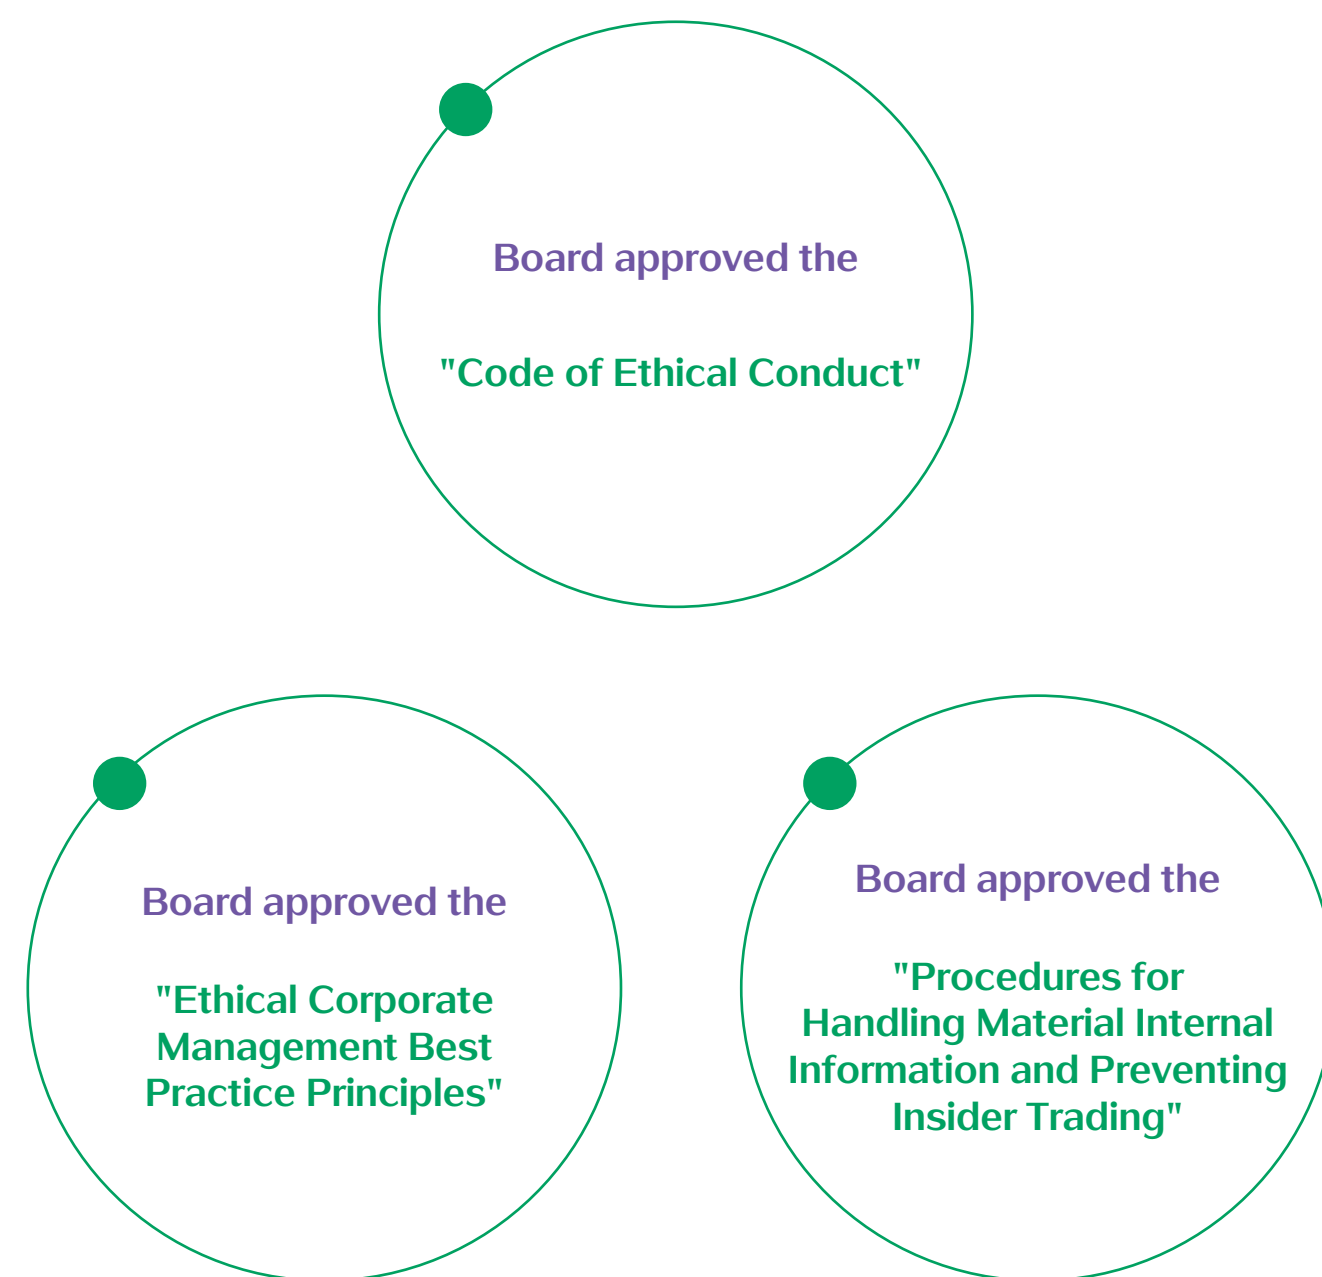 Board approved the
"Code of Ethical Conduct"
Board approved the
"Ethical Corporate
Management Best
Practice Principles"
Board approved the
"Procedures for
Handling Material Internal
Information and Preventing
Insider Trading"